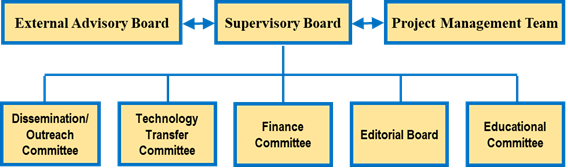 External Advisory Board
Supervisory Board
Project Management Team
Dissemination/
Outreach
Committee
Technology
Transfer
Committee
Finance
Committee
Editorial Board
Educational
Committee